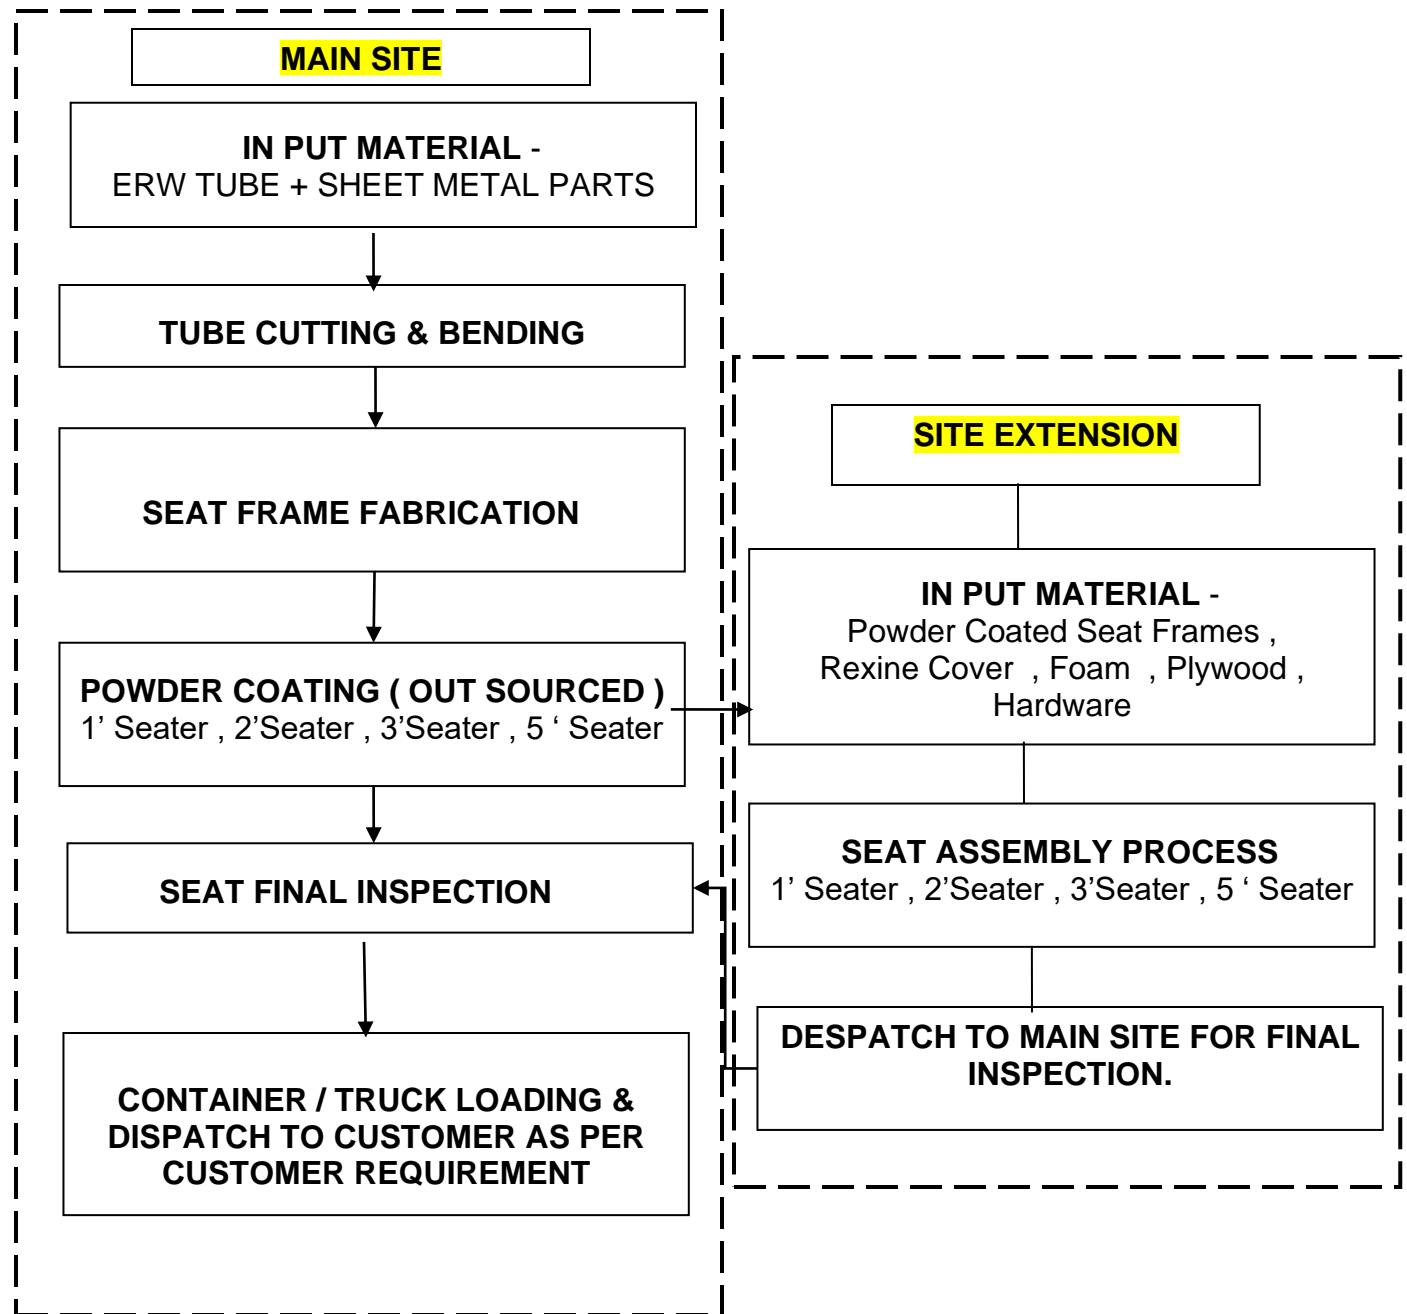 MAIN SITE
IN PUT MATERIAL -
ERW TUBE + SHEET METAL PARTS
TUBE CUTTING & BENDING
SEAT FRAME FABRICATION
POWDER COATING ( OUT SOURCED )
1’ Seater , 2’Seater , 3’Seater , 5 ‘ Seater
SEAT FINAL INSPECTION
CONTAINER / TRUCK LOADING &
DISPATCH TO CUSTOMER AS PER
CUSTOMER REQUIREMENT
SITE EXTENSION
IN PUT MATERIAL -
Powder Coated Seat Frames ,
Rexine Cover , Foam , Plywood ,
Hardware
SEAT ASSEMBLY PROCESS
1’ Seater , 2’Seater , 3’Seater , 5 ‘ Seater
DESPATCH TO MAIN SITE FOR FINAL
INSPECTION.